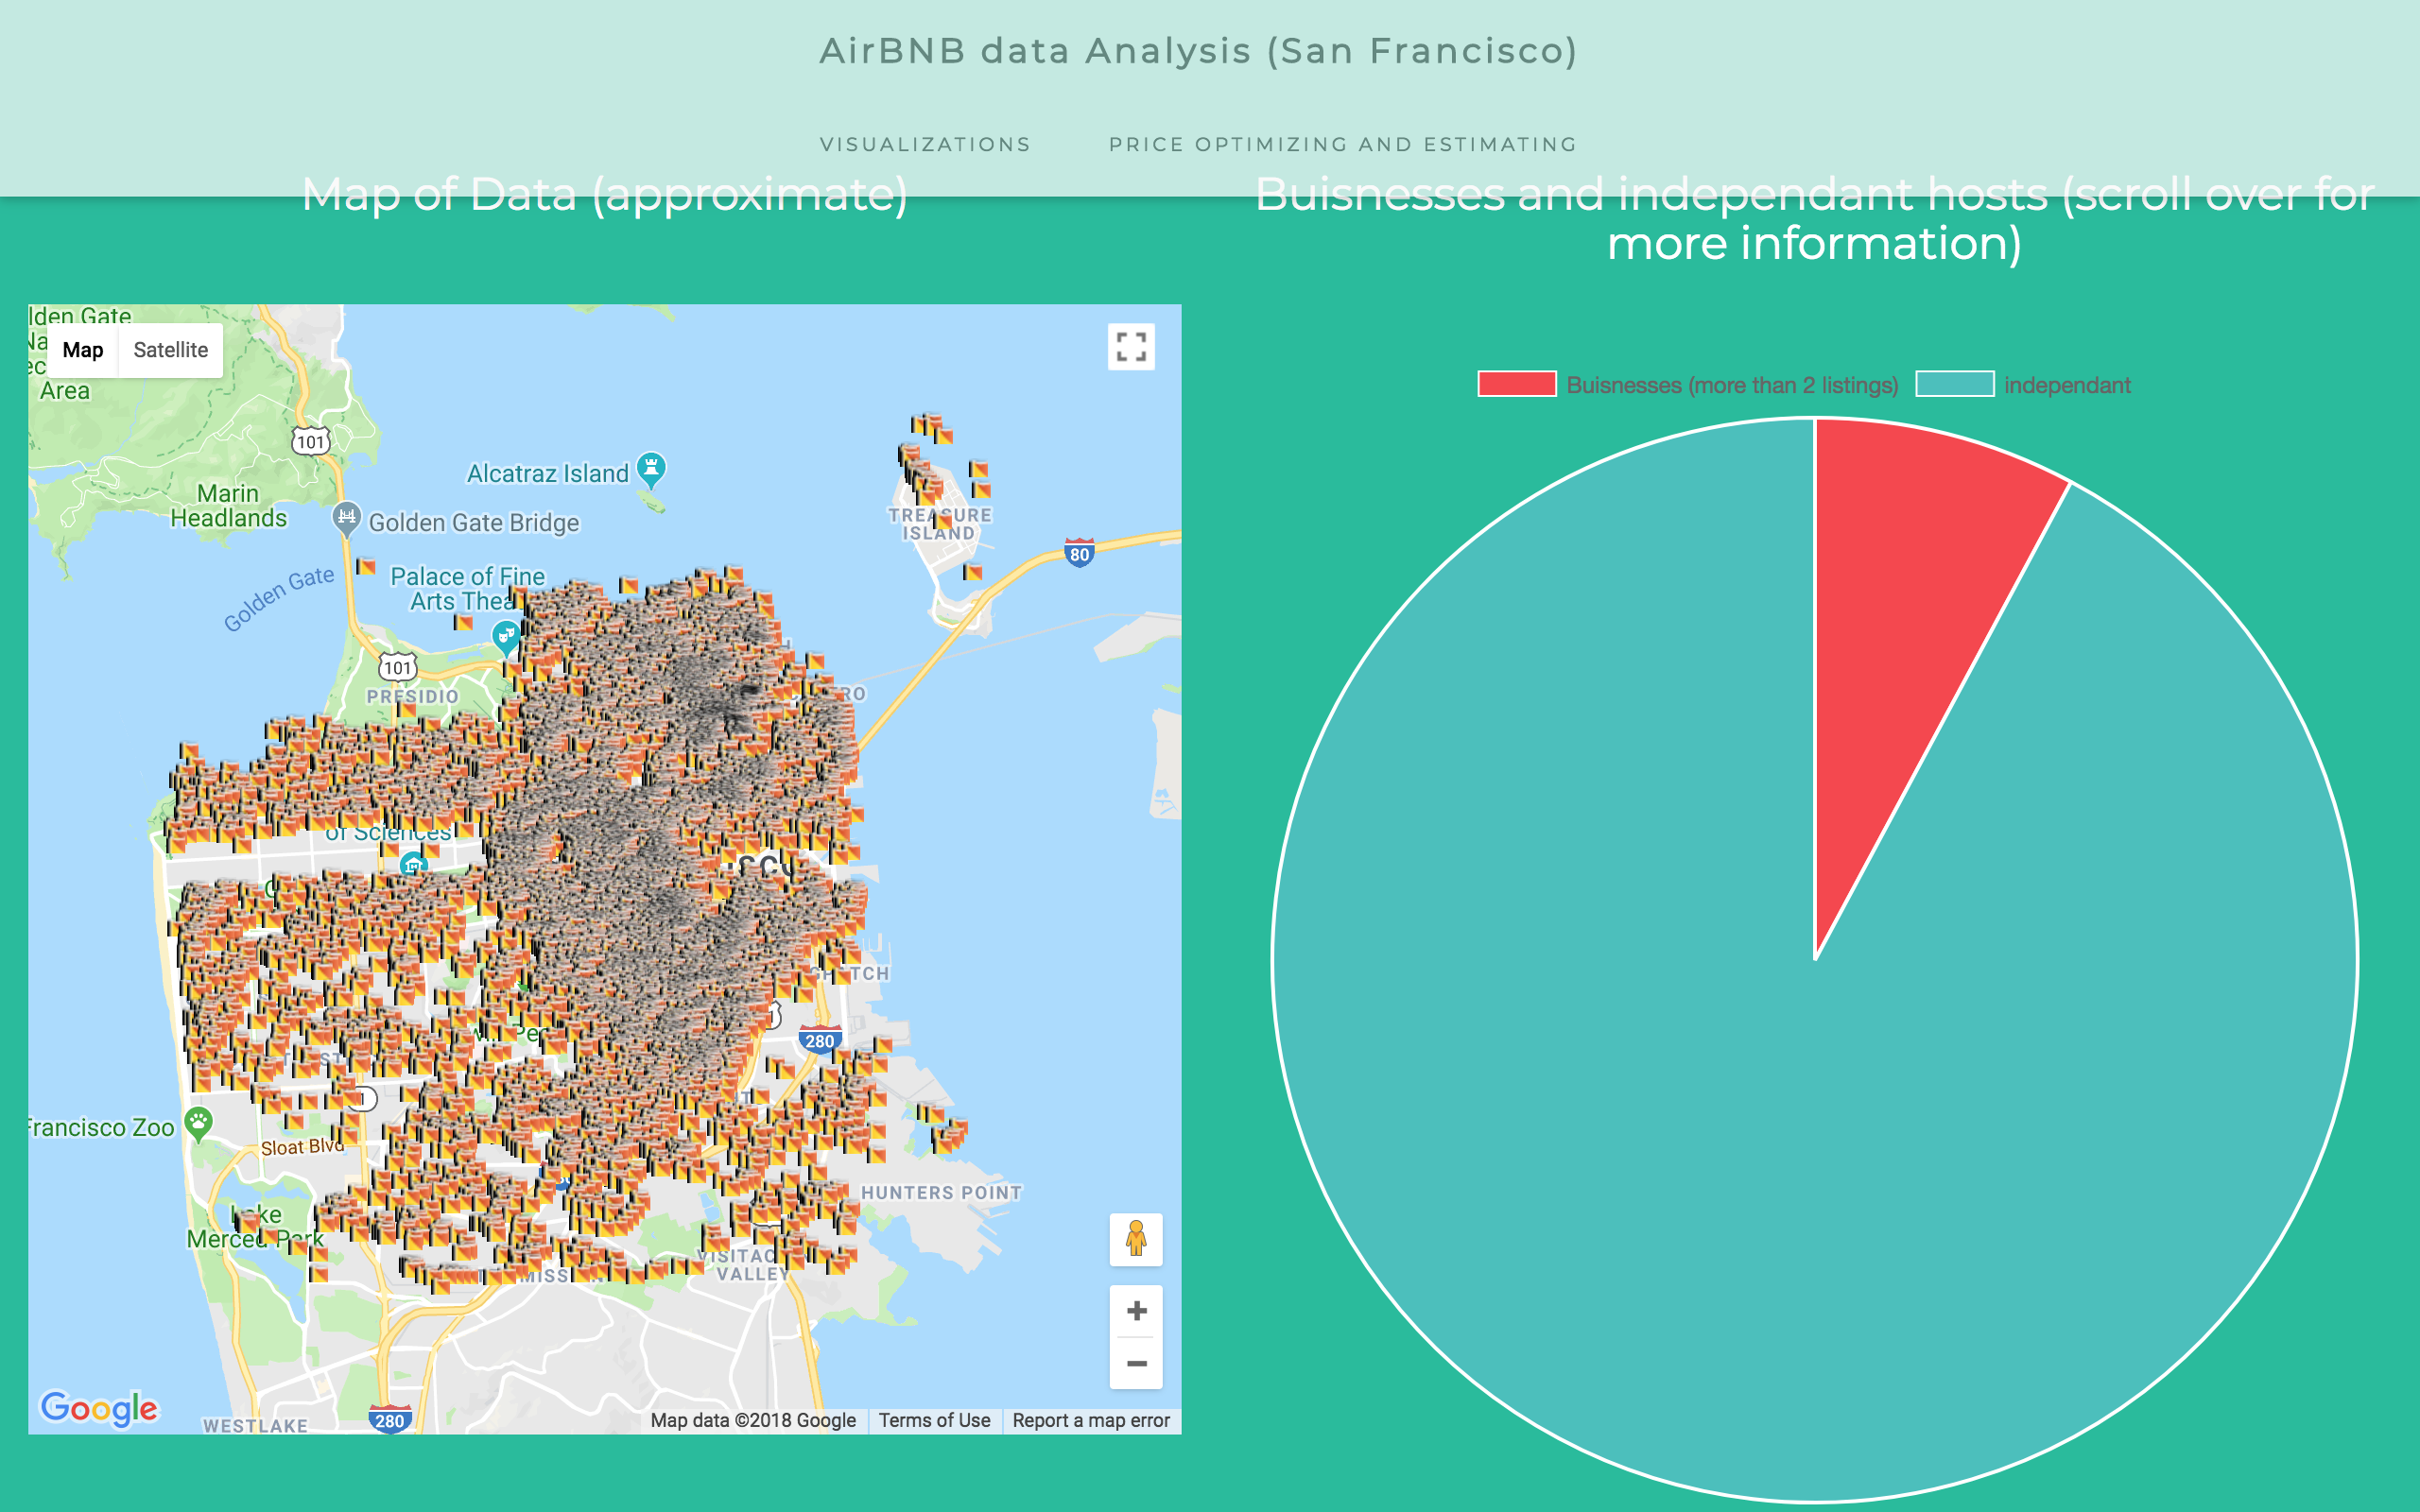 AirBNB data Analysis (San Francisco)
VISUALIZATIONS
PRICE OPTIMIZING AND ESTIMATING
Map of Data (approximate)
Buisnesses and independant hosts (scroll over for
more information)
lden Gate
Na
ec
Area
Map
Satellite
101
Marin
Headlands
Alcatraz Island
Golden Gate Bridge
TREASURE
ISLAND
80
Golden Gate
Palace of Fine
Arts Thea
101
PRESIDIO
RO
of Sciences
SCO
PATCH
280
1
Francisco Zoo
Sloat Blvd
HUNTERS POINT
Lake
Merced Park
VISITAC
VALLEY
MISS
WESTLAKE
280
Google
Map data ©2018 Google
Terms of Use
Report a map error
Buisnesses (more than 2 listings)
independant